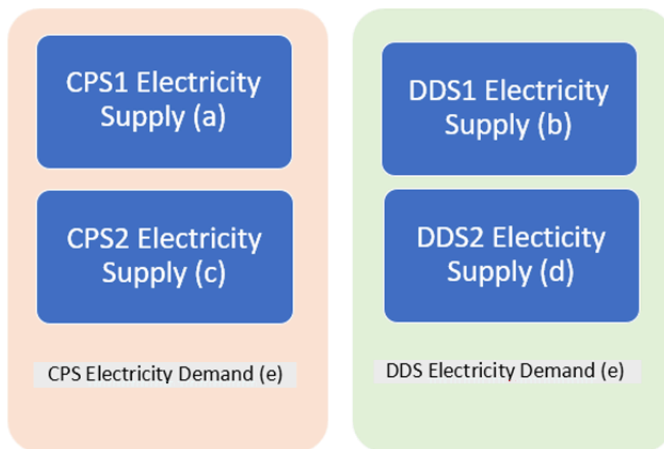 CPS1 Electricity
Supply (a)
DDS1 Electricity
Supply (b)
CPS2 Electricity
Supply (c)
DDS2 Electicity
Supply (d)
CPS Electricity Demand (e)
DDS Electricity Demand (e)